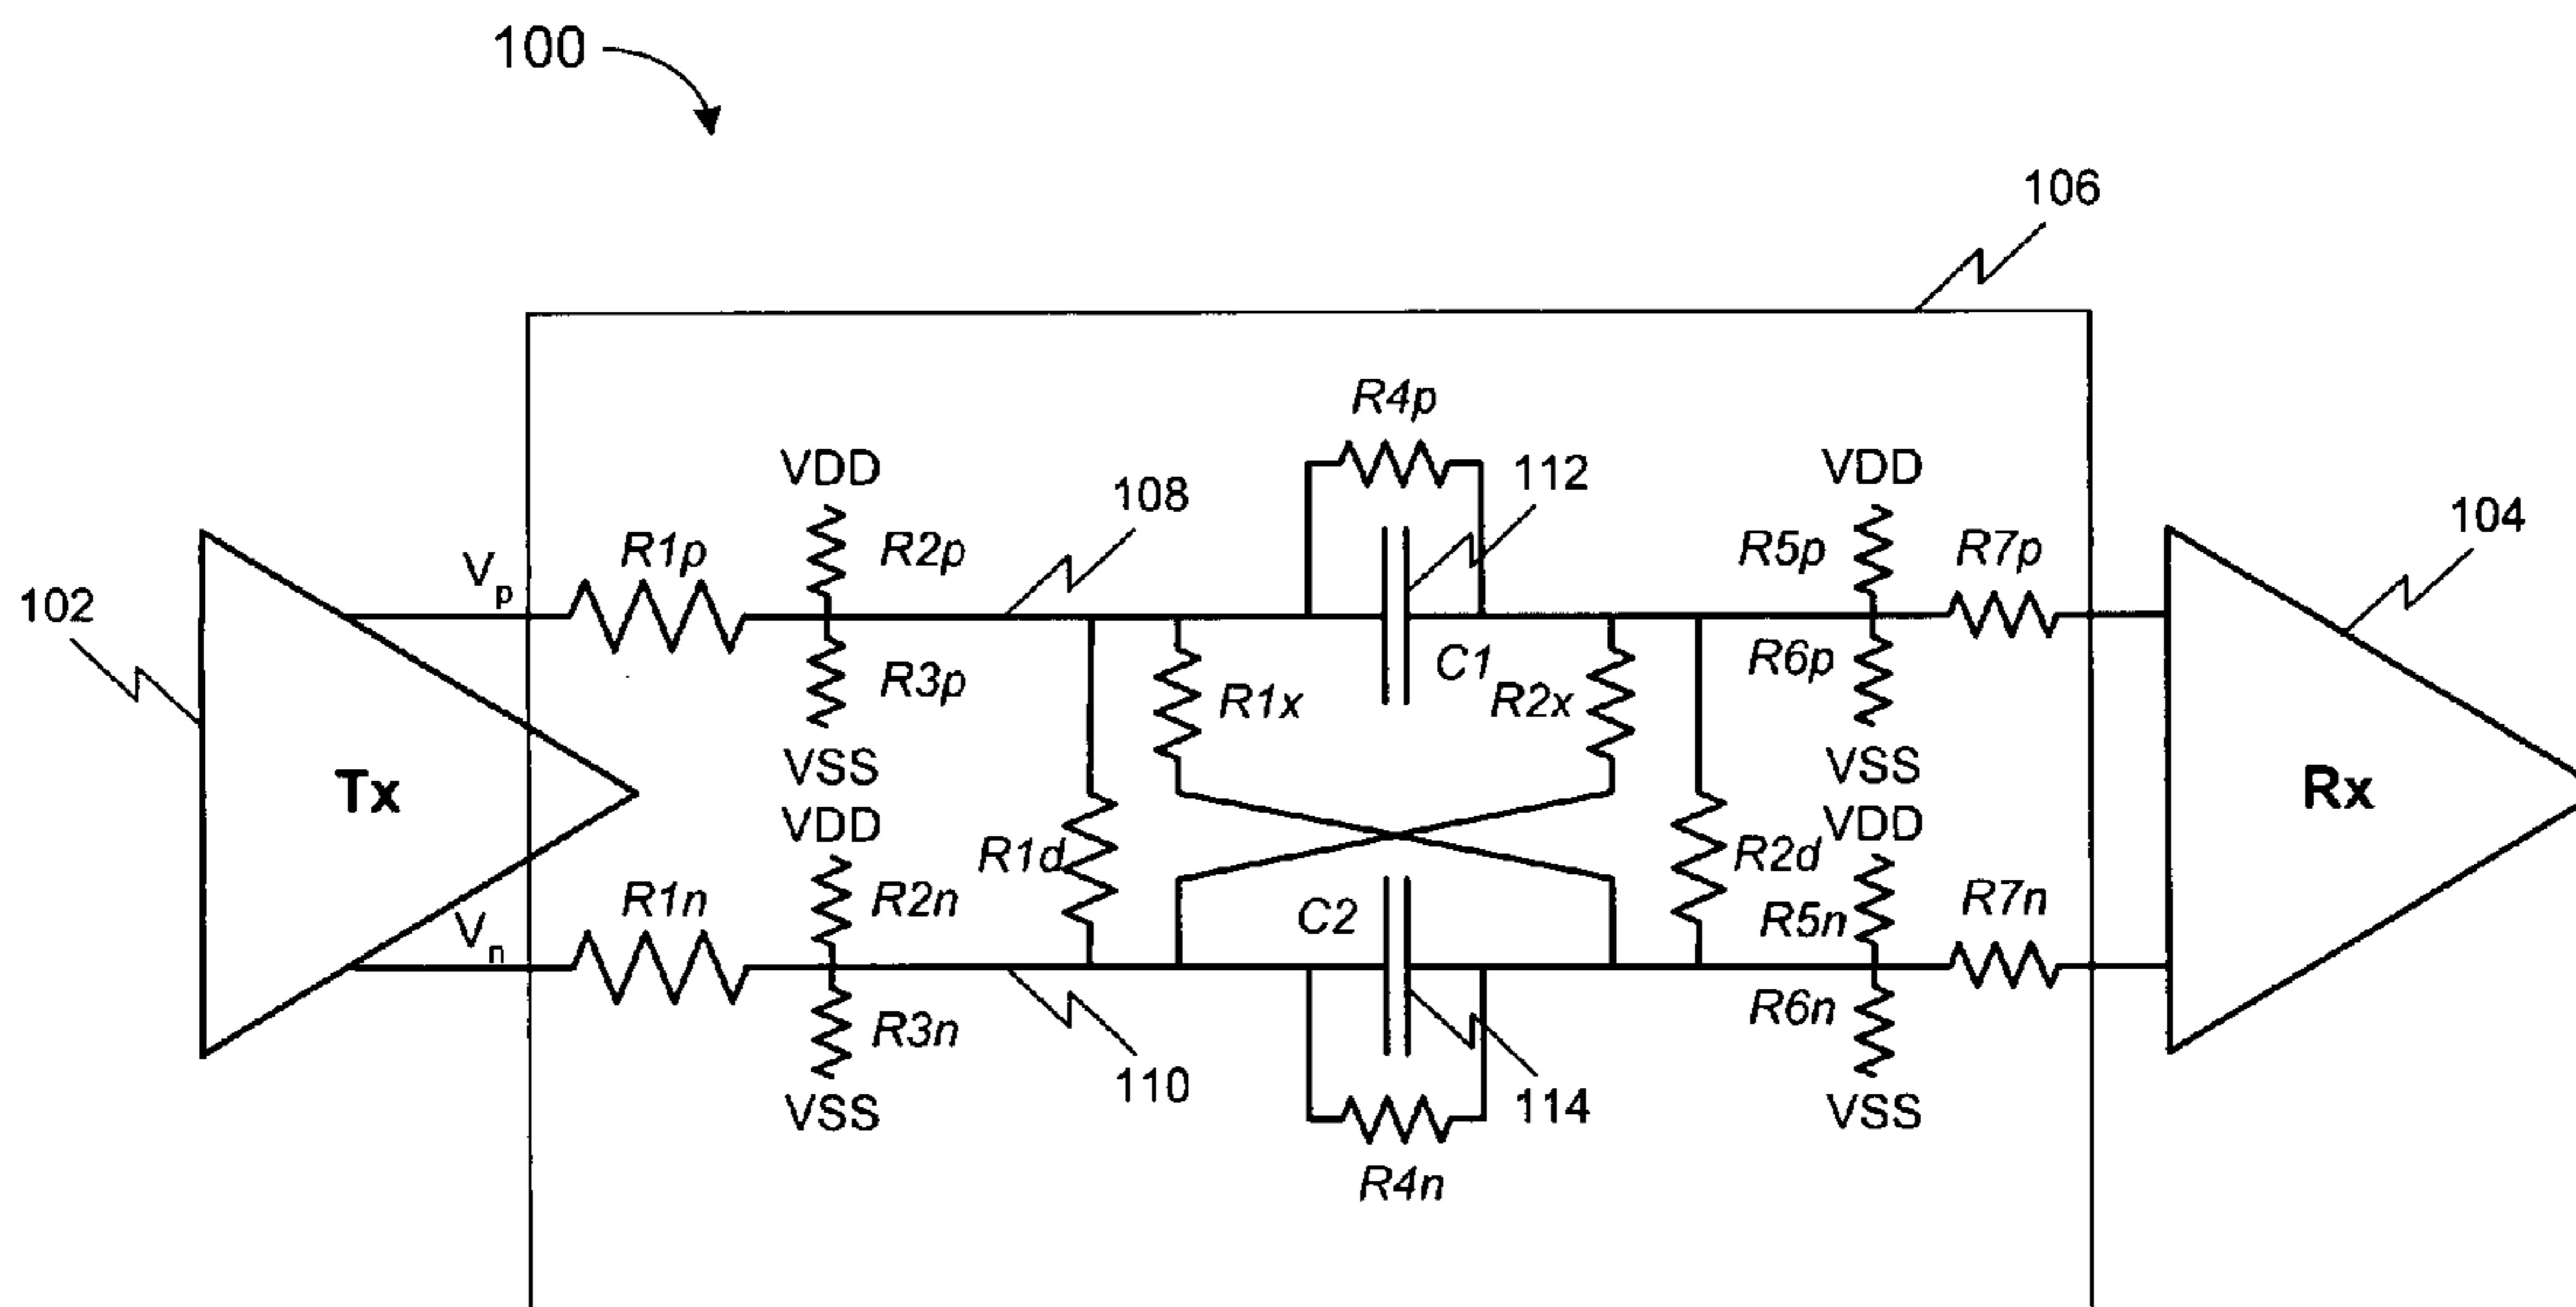 100
106
R4p
VDD
108
112
VDD
104
R1p
R2p
R5p
R7p
Vp
102
R3p
R6p
C1
R1x
R2x
VSS
VSS
Tx
Rx
VDD
VDD
R1d
R2d
R1n
R2n
C2
R5n
R7n
Vn
R3n
R6n
110
114
VSS
VSS
R4n